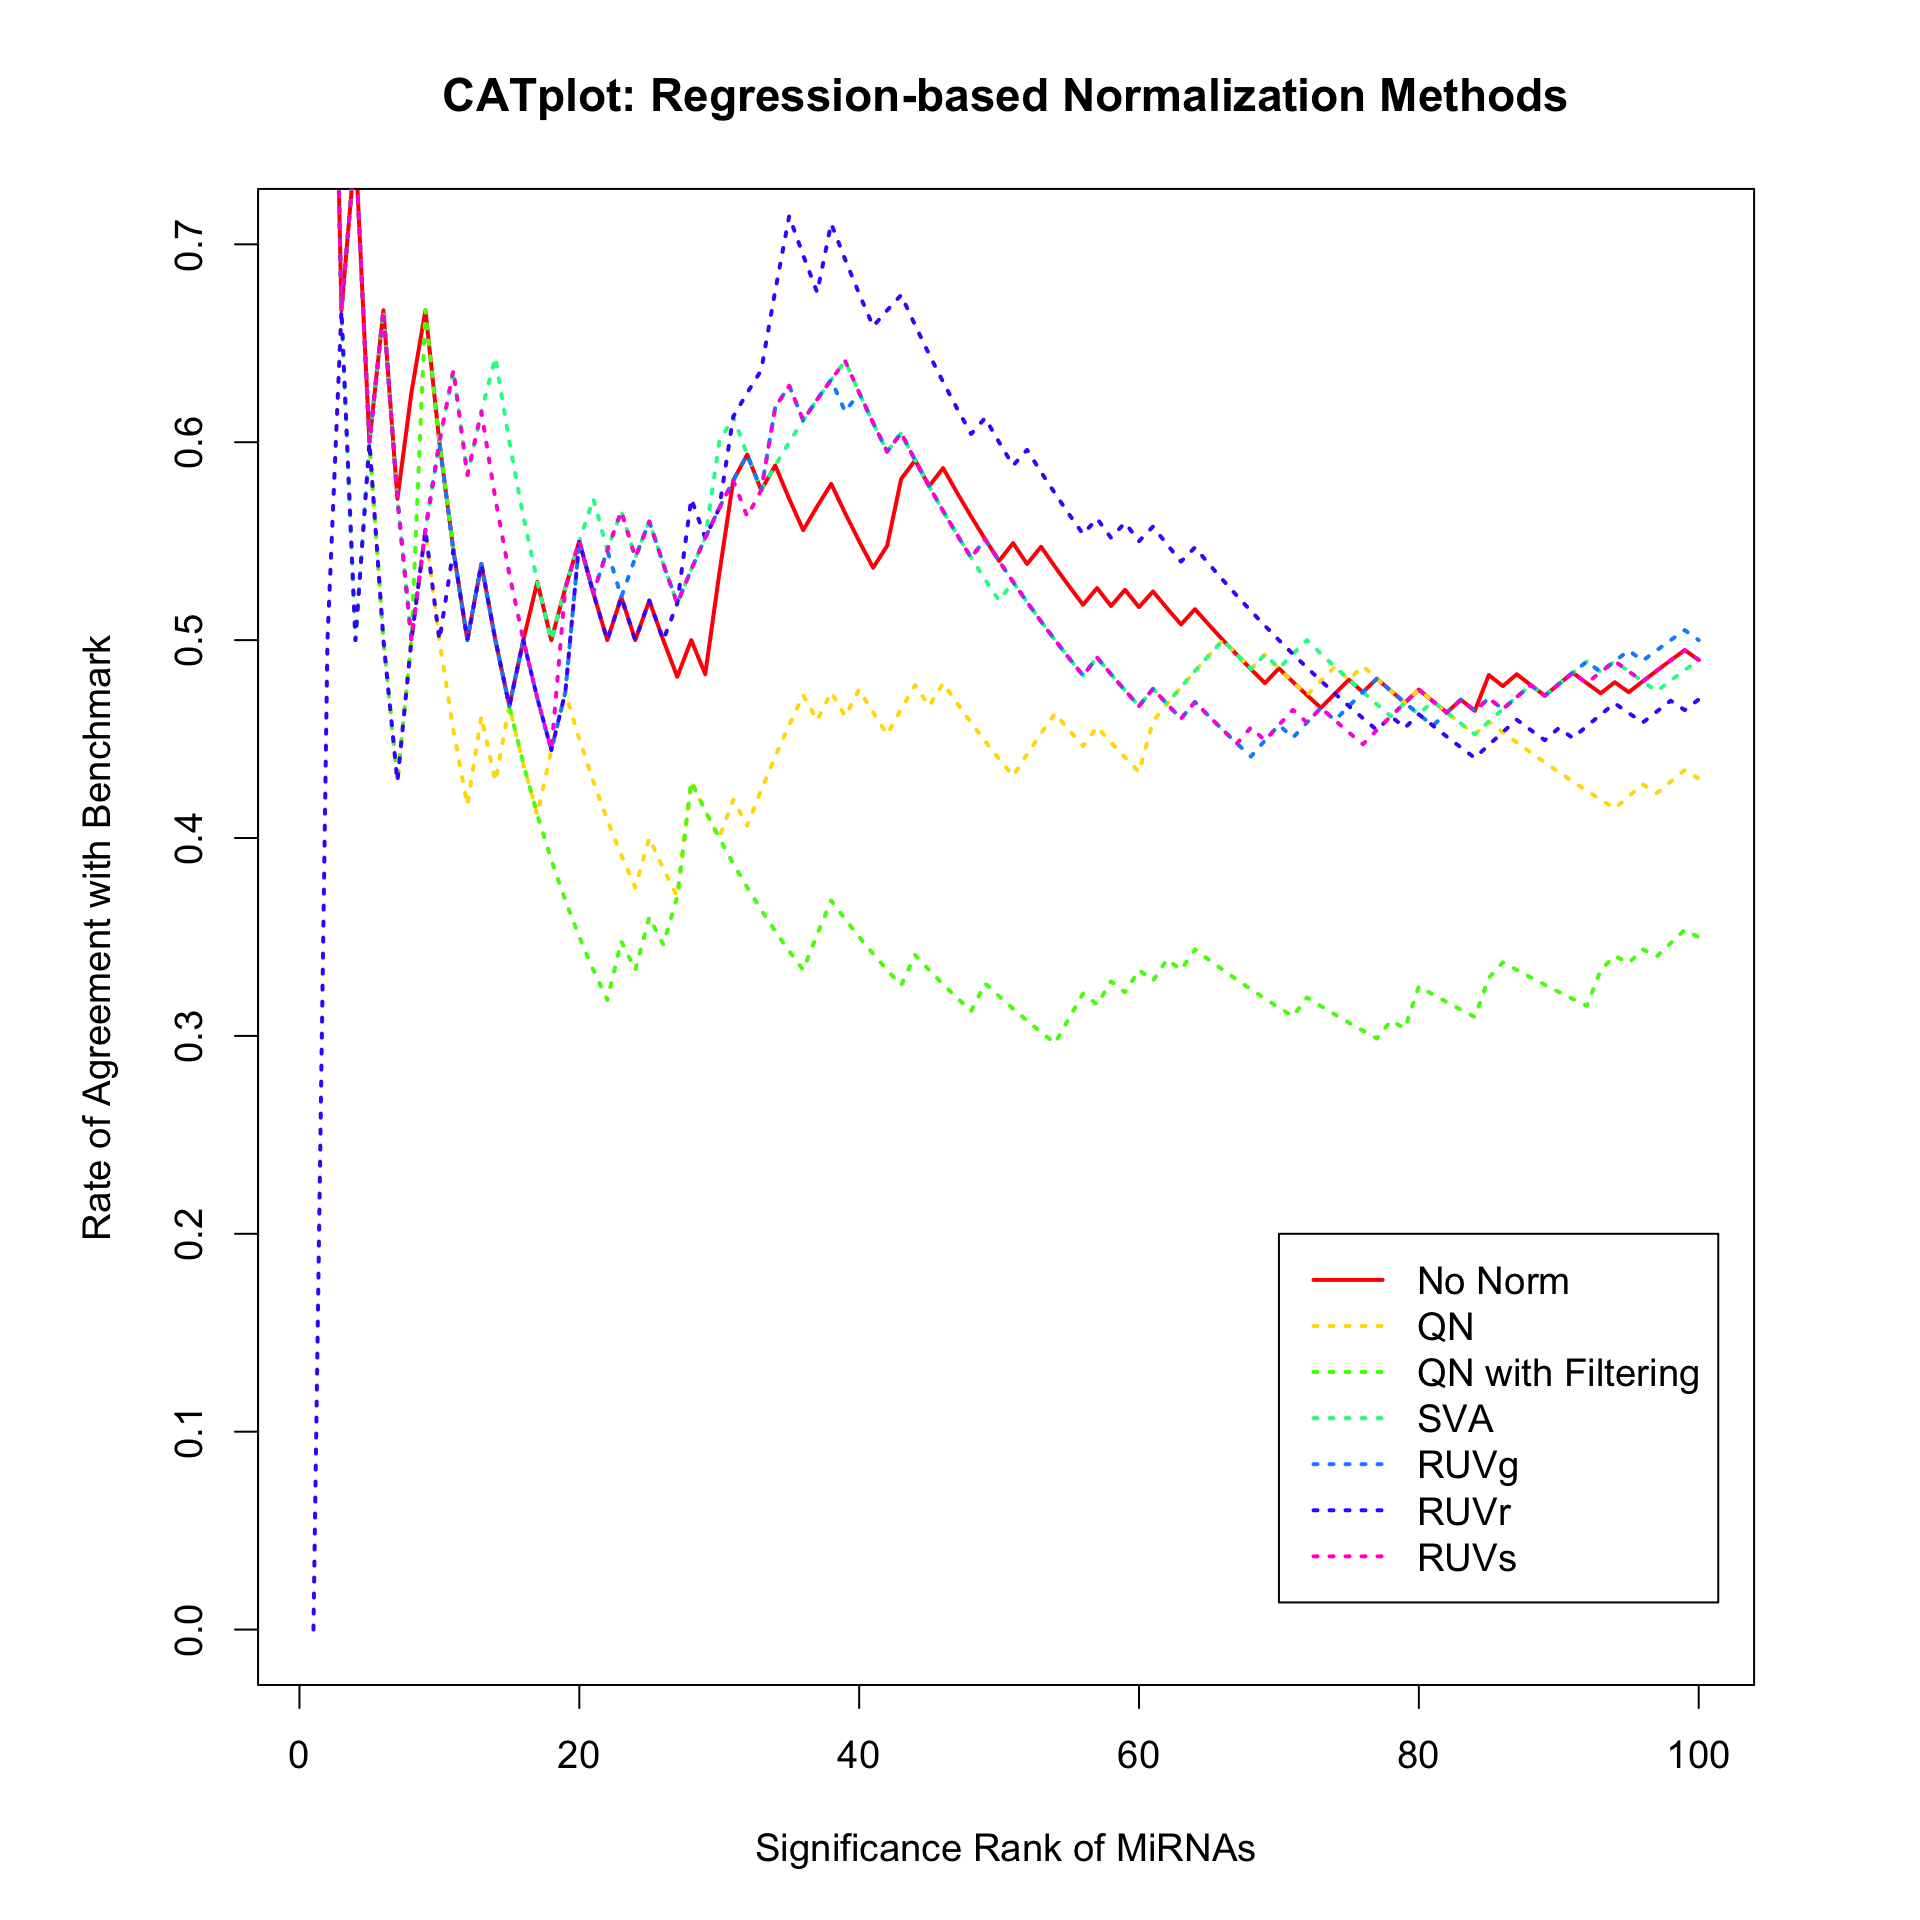 CATplot: Regression-based Normalization Methods
Rate of Agreement with Benchmark
0.7
0.6
0.5
0.4
0.3
0.2
0.1
0.0
No Norm
QN
QN with Filtering
SVA
RUVg
RUVr
RUVs
0 20 40 60 80 100
Significance Rank of MiRNAs